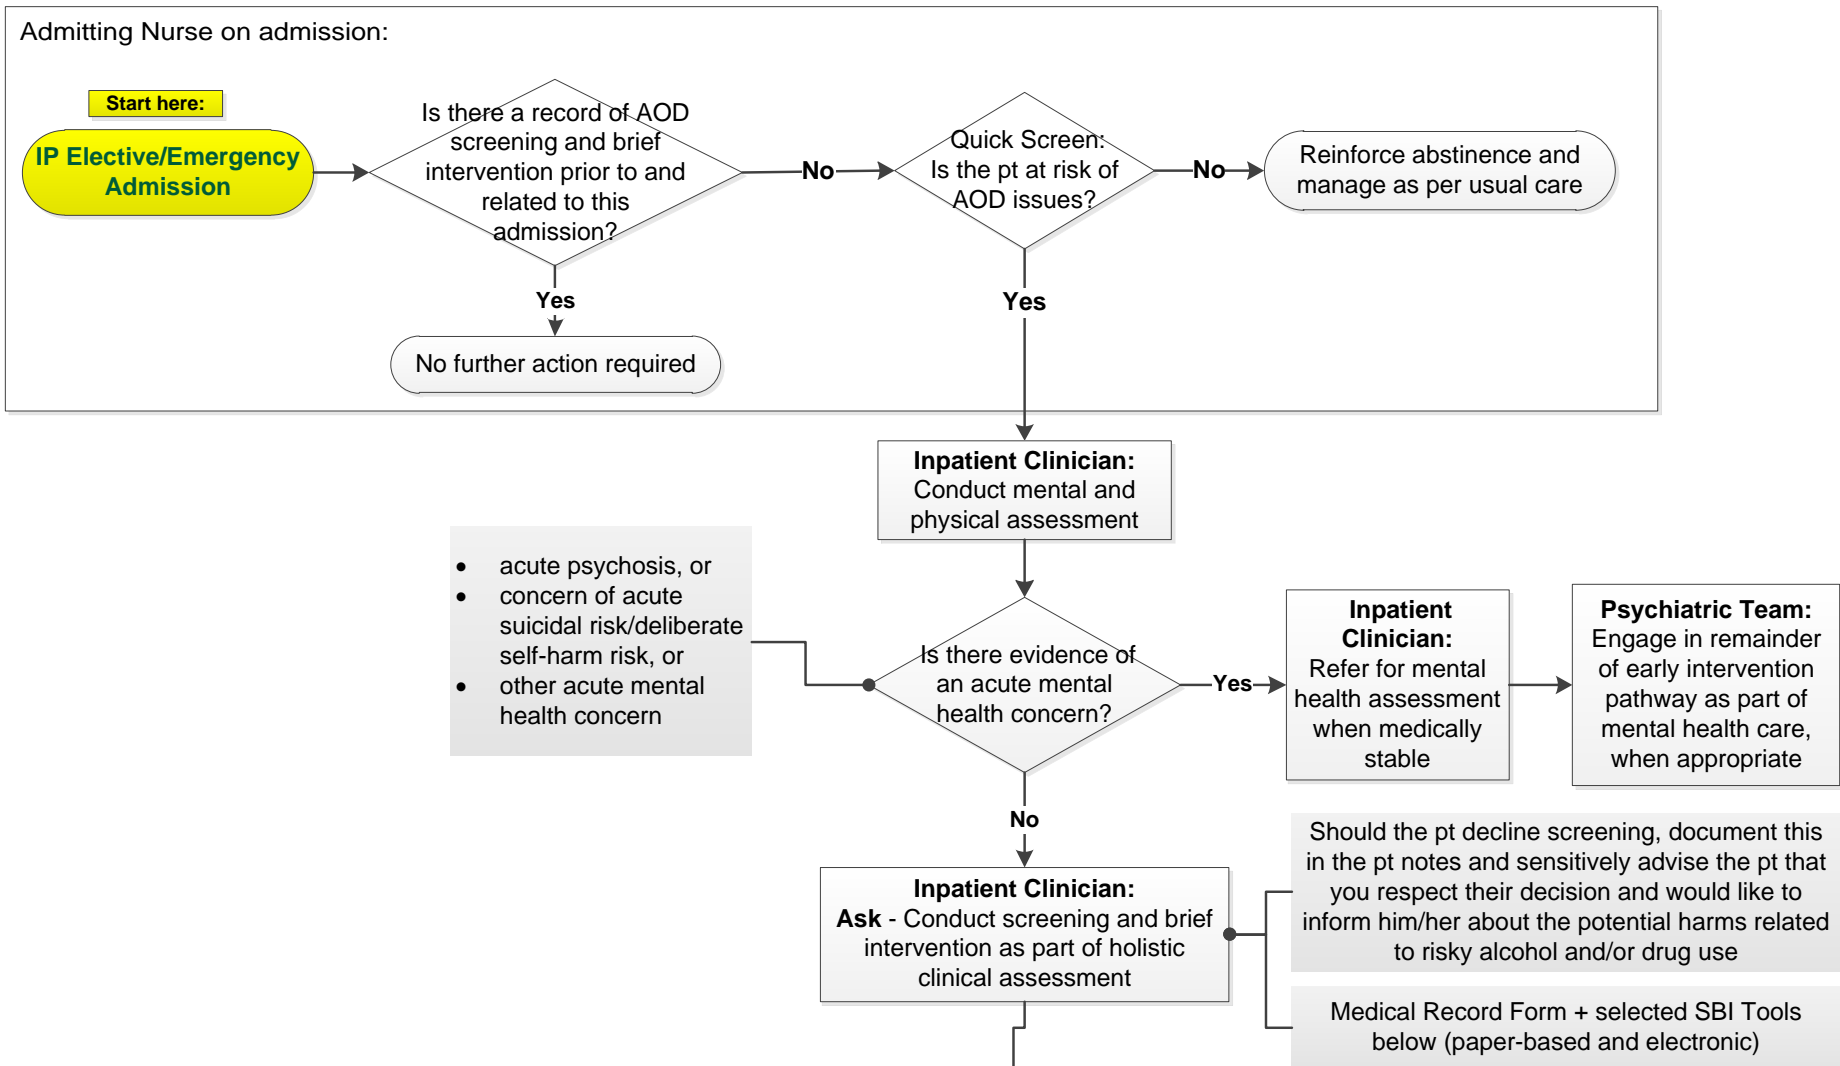 Admitting Nurse on admission:
Start here:
IP Elective/Emergency
Admission
Is there a record of AOD
screening and brief
intervention prior to and
related to this
admission?
No
Quick Screen:
Is the pt at risk of
AOD issues?
No
Reinforce abstinence and
manage as per usual care
Yes
No further action required
Yes
Inpatient Clinician:
Conduct mental and
physical assessment
• acute psychosis, or
• concern of acute
suicidal risk/deliberate
self-harm risk, or
• other acute mental
health concern
Is there evidence of
an acute mental
health concern?
Yes
Inpatient
Clinician:
Refer for mental
health assessment
when medically
stable
Psychiatric Team:
Engage in remainder
of early intervention
pathway as part of
mental health care,
when appropriate
No
Inpatient Clinician:
Ask - Conduct screening and brief
intervention as part of holistic
clinical assessment
Should the pt decline screening, document this
in the pt notes and sensitively advise the pt that
you respect their decision and would like to
inform him/her about the potential harms related
to risky alcohol and/or drug use
Medical Record Form + selected SBI Tools
below (paper-based and electronic)